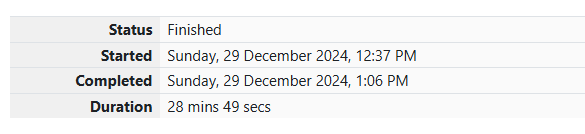 Status Finished
Started Sunday, 29 December 2024, 12:37 PM
Completed Sunday, 29 December 2024, 1:06 PM
Duration 28 mins 49 secs